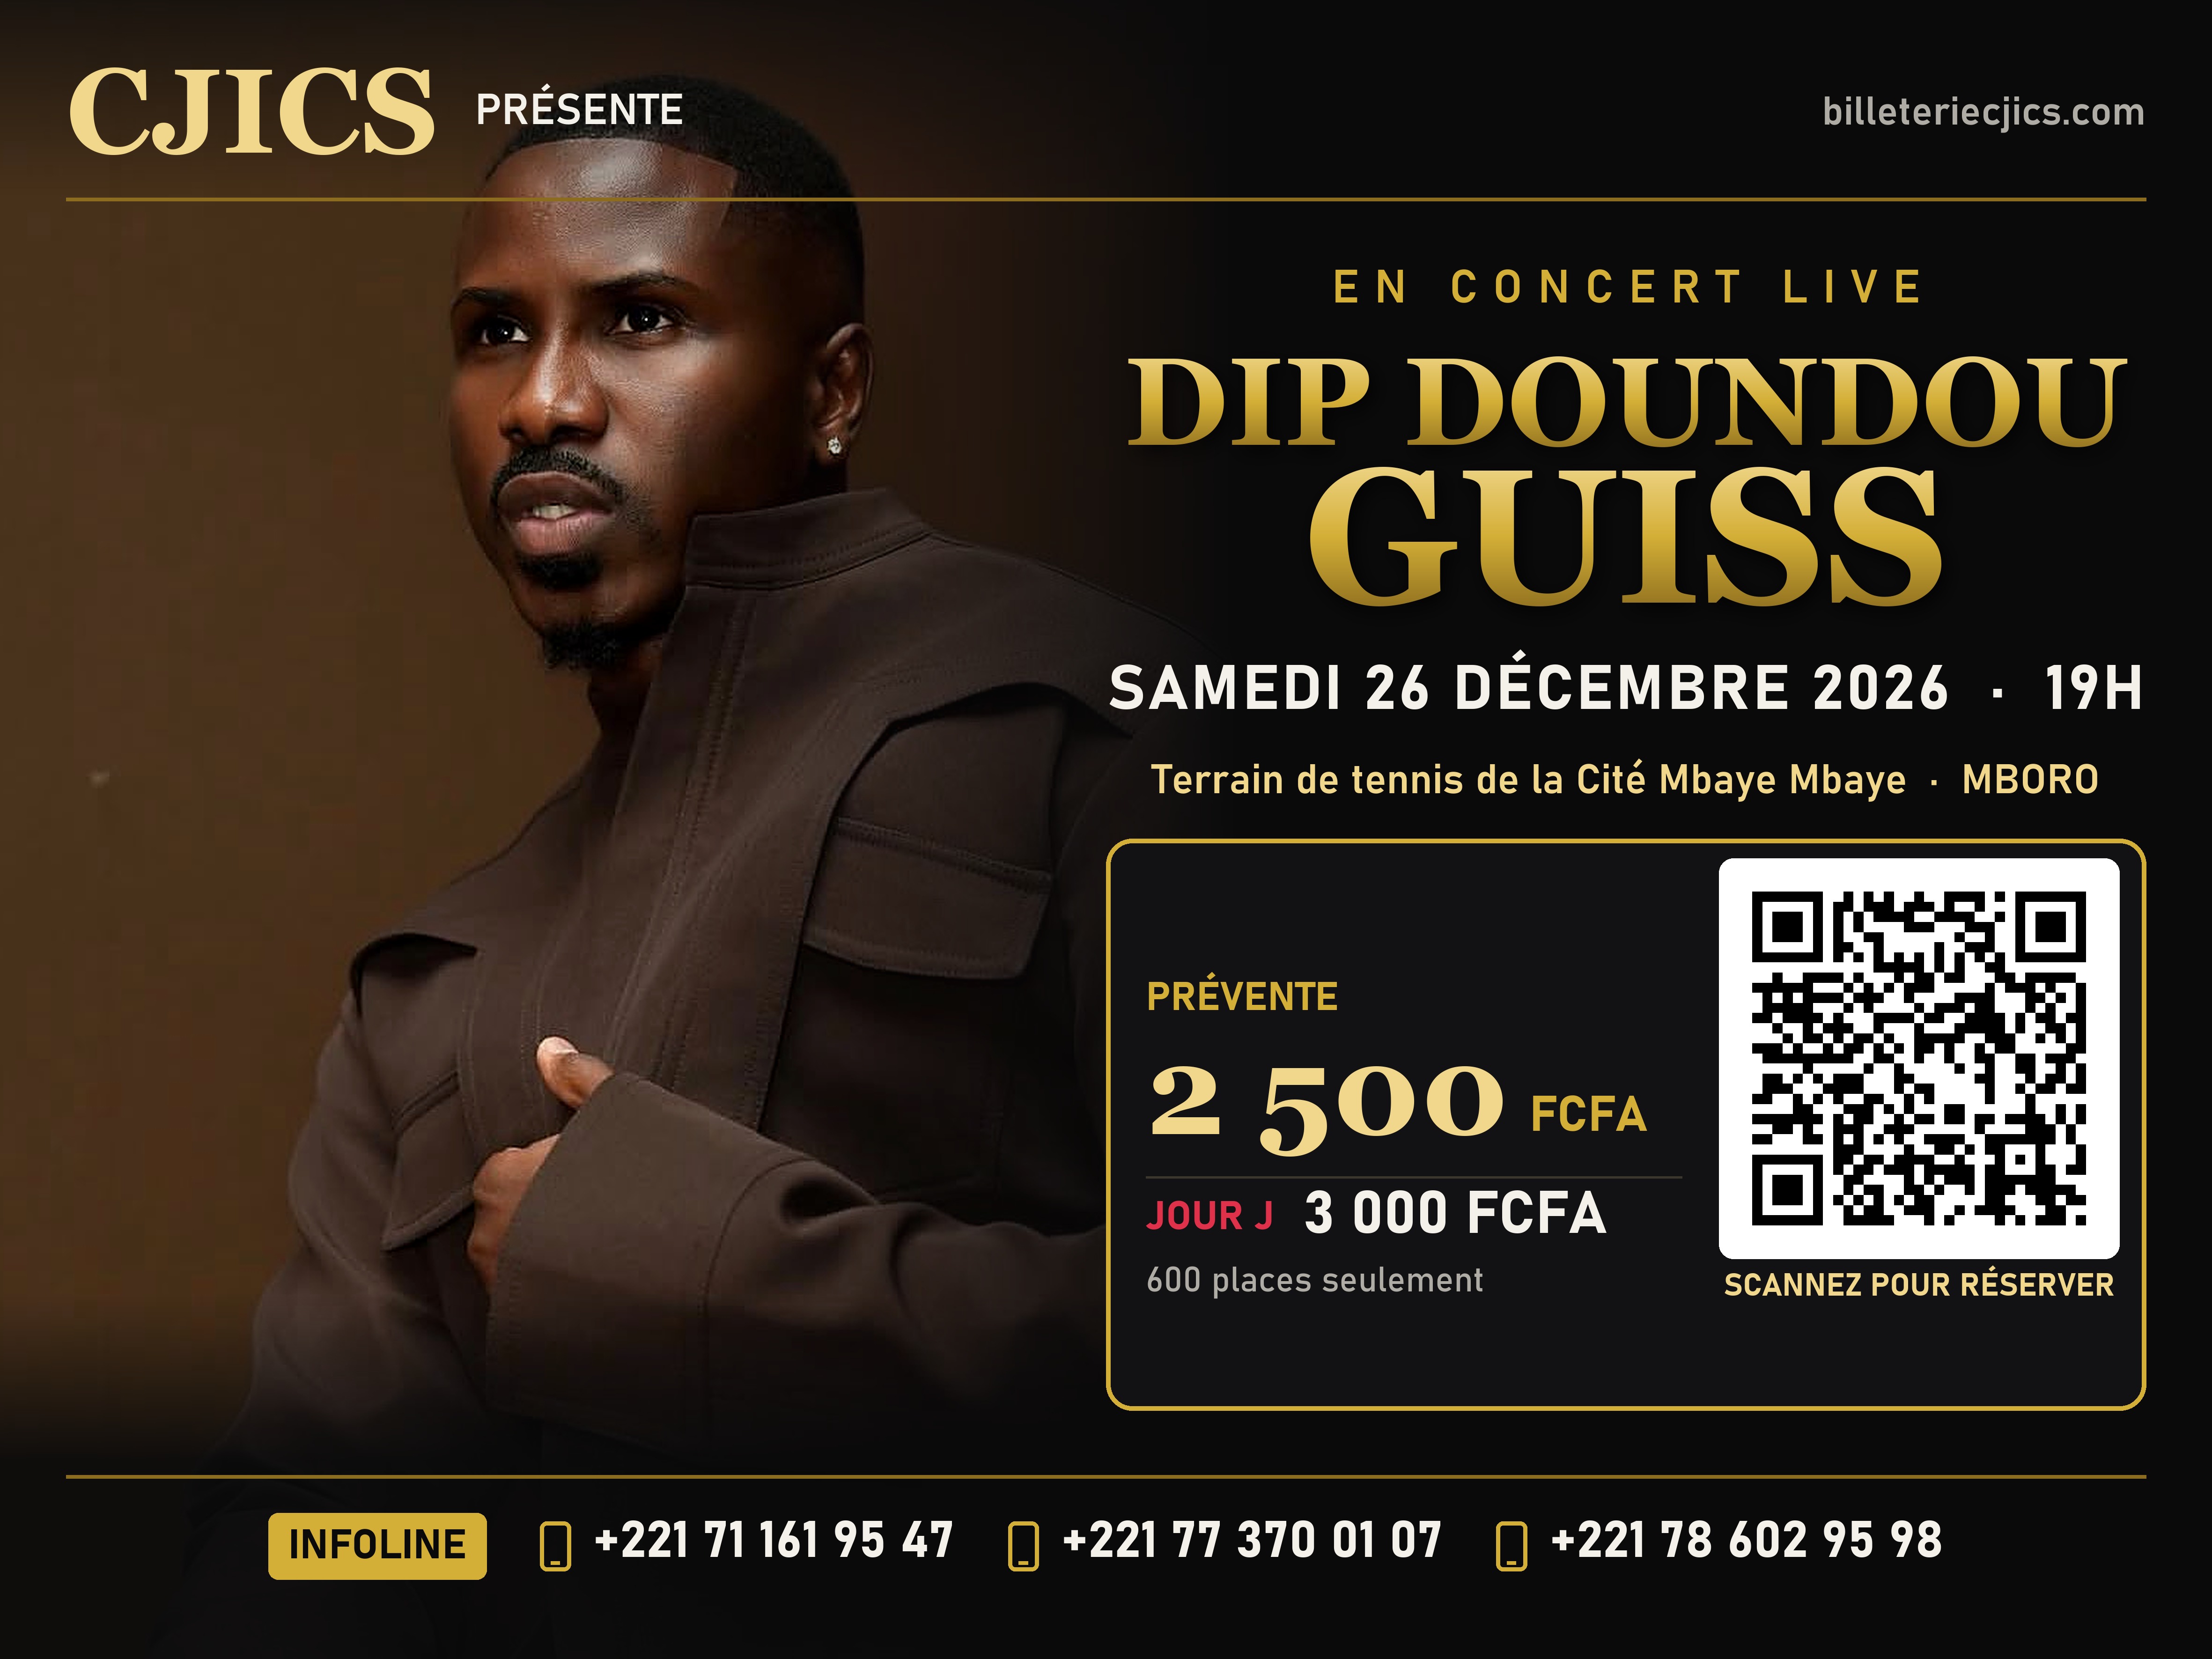 CJICS PRÉSENTE
billeteriecjics.com
EN CONCERT LIVE
DIP DOUNDOU
GUISS
SAMEDI 26 DÉCEMBRE 2026 · 19H
Terrain de tennis de la Cité Mbaye Mbaye · MBORO
PRÉVENTE
2 500 FCFA
JOUR J 3 000 FCFA
600 places seulement
SCANNEZ POUR RÉSERVER
INFOLINE +221 71 161 95 47 +221 77 370 01 07 +221 78 602 95 98